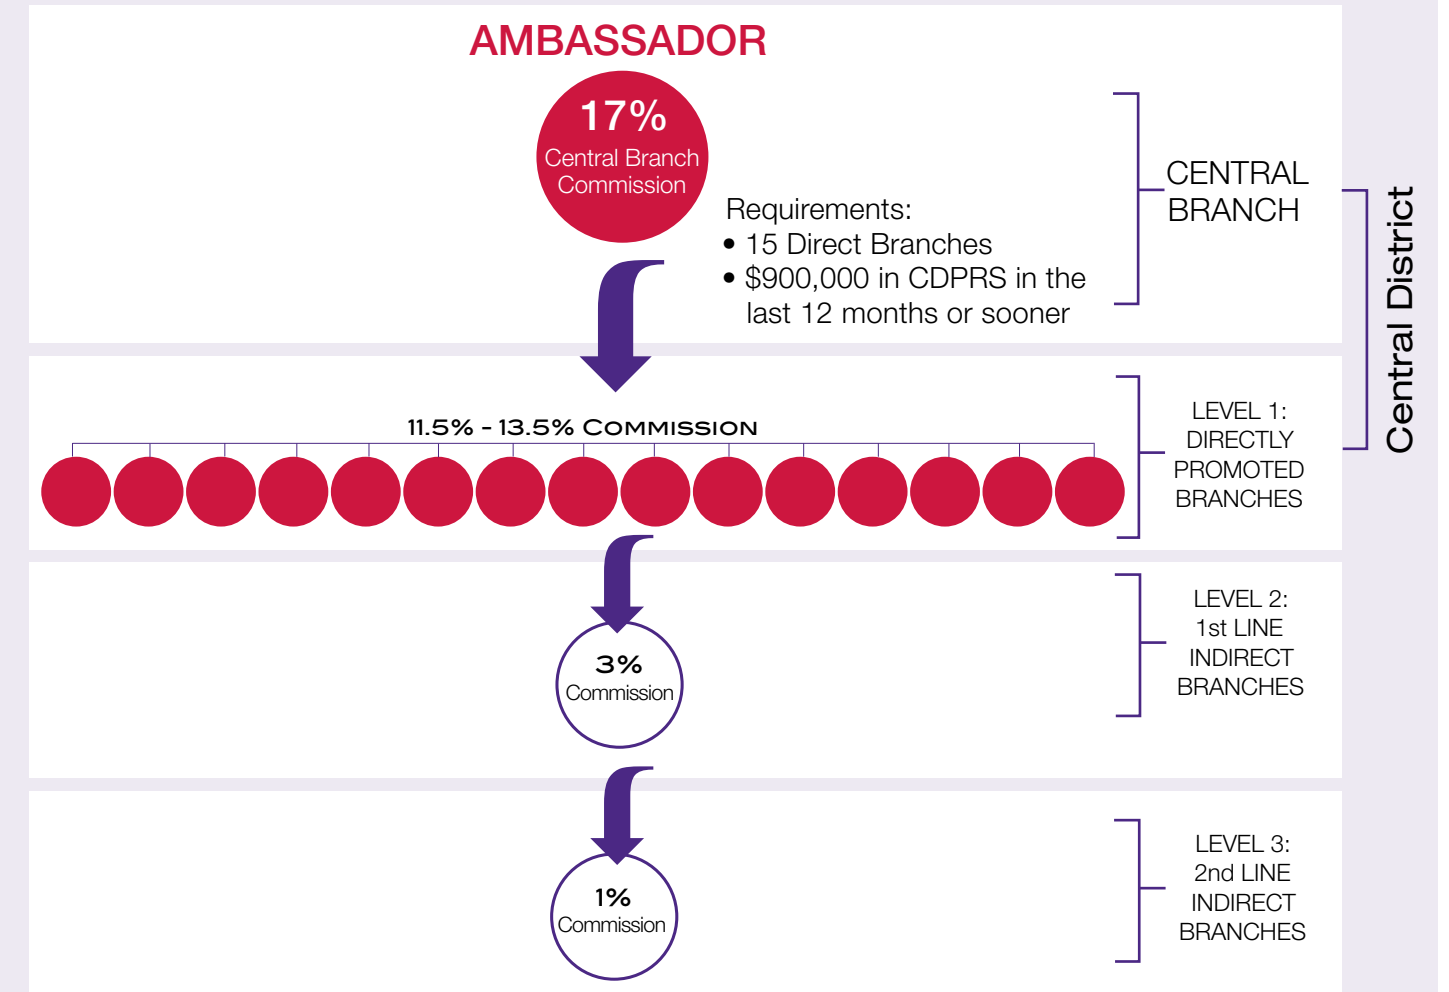 AMBASSADOR
17%
Central Branch
Commission
Requirements:
• 15 Direct Branches
• $900,000 in CDPRS in the
last 12 months or sooner
CENTRAL
BRANCH
Central District
11.5% - 13.5% COMMISSION
LEVEL 1:
DIRECTLY
PROMOTED
BRANCHES
3%
Commission
LEVEL 2:
1st LINE
INDIRECT
BRANCHES
1%
Commission
LEVEL 3:
2nd LINE
INDIRECT
BRANCHES